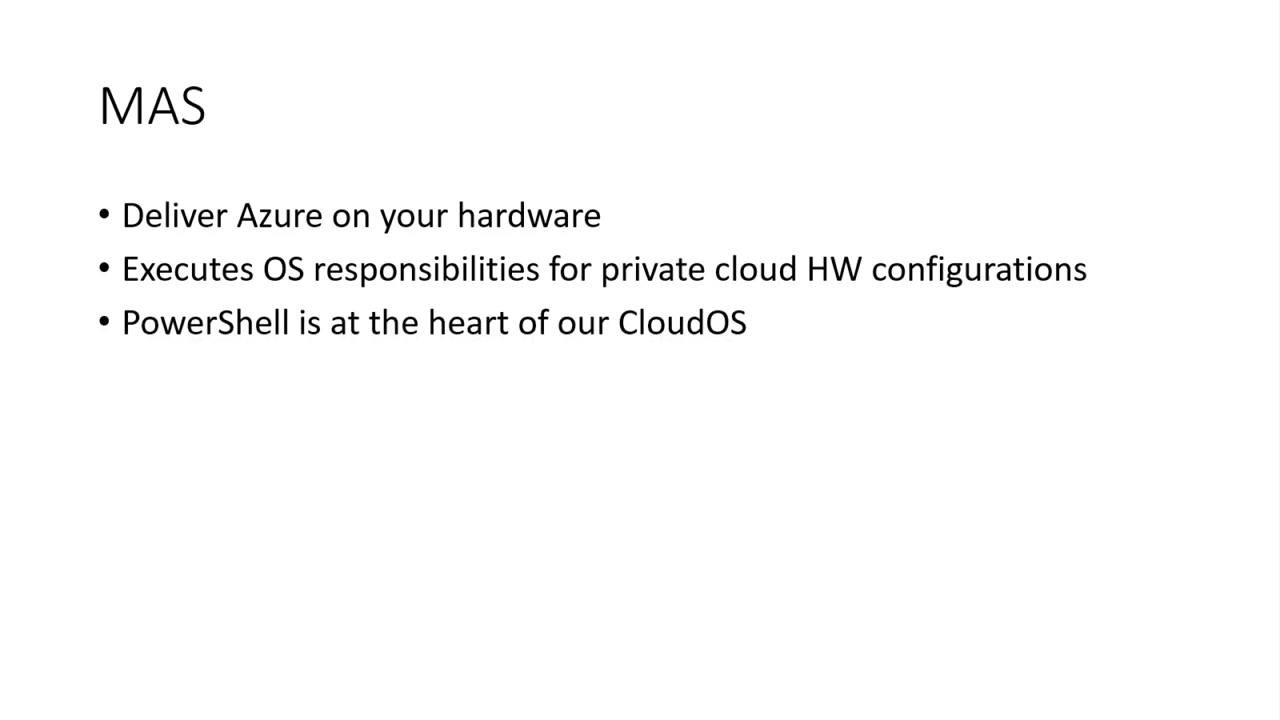 MAS
• Deliver Azure on your hardware
• Executes OS responsibilities for private cloud HW configurations
• PowerShell is at the heart of our CloudOS